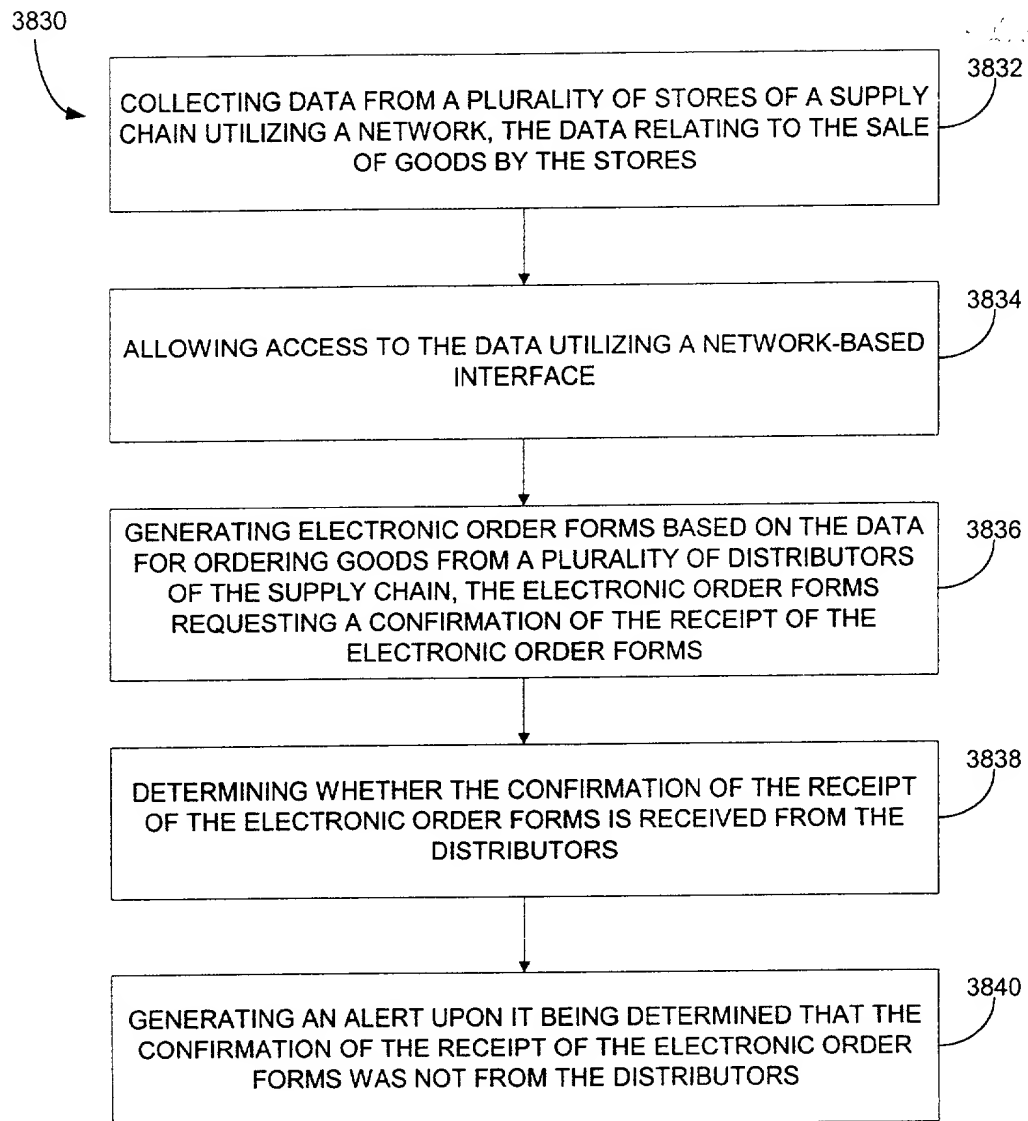 3830
3832
COLLECTING DATA FROM A PLURALITY OF STORES OF A SUPPLY
CHAIN UTILIZING A NETWORK, THE DATA RELATING TO THE SALE
OF GOODS BY THE STORES
3834
ALLOWING ACCESS TO THE DATA UTILIZING A NETWORK-BASED
INTERFACE
3836
GENERATING ELECTRONIC ORDER FORMS BASED ON THE DATA
FOR ORDERING GOODS FROM A PLURALITY OF DISTRIBUTORS
OF THE SUPPLY CHAIN, THE ELECTRONIC ORDER FORMS
REQUESTING A CONFIRMATION OF THE RECEIPT OF THE
ELECTRONIC ORDER FORMS
3838
DETERMINING WHETHER THE CONFIRMATION OF THE RECEIPT
OF THE ELECTRONIC ORDER FORMS IS RECEIVED FROM THE
DISTRIBUTORS
3840
GENERATING AN ALERT UPON IT BEING DETERMINED THAT THE
CONFIRMATION OF THE RECEIPT OF THE ELECTRONIC ORDER
FORMS WAS NOT FROM THE DISTRIBUTORS